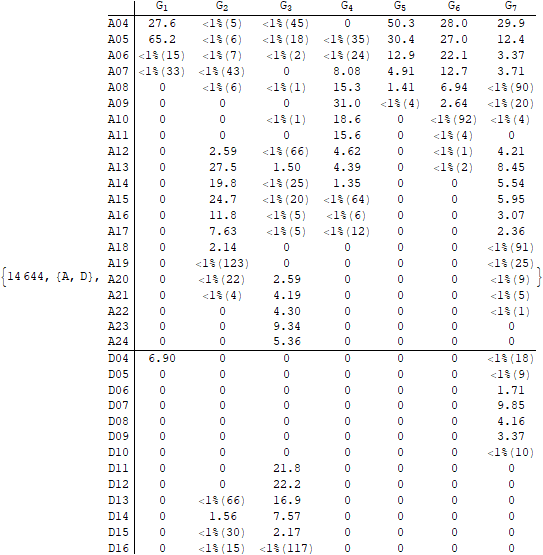 G1 G2 G3 G4 G5 G6 G7
A04 27.6 <1%(5) <1%(45) 0 50.3 28.0 29.9
A05 65.2 <1%(6) <1%(18) <1%(35) 30.4 27.0 12.4
A06 <1%(15) <1%(7) <1%(2) <1%(24) 12.9 22.1 3.37
A07 <1%(33) <1%(43) 0 8.08 4.91 12.7 3.71
A08 0 <1%(6) <1%(1) 15.3 1.41 6.94 <1%(90)
A09 0 0 0 31.0 <1%(4) 2.64 <1%(20)
A10 0 0 <1%(1) 18.6 0 <1%(92) <1%(4)
A11 0 0 0 15.6 0 <1%(4) 0
A12 0 2.59 <1%(66) 4.62 0 <1%(1) 4.21
A13 0 27.5 1.50 4.39 0 <1%(2) 8.45
A14 0 19.8 <1%(25) 1.35 0 0 5.54
A15 0 24.7 <1%(20) <1%(64) 0 0 5.95
A16 0 11.8 <1%(5) <1%(6) 0 0 3.07
A17 0 7.63 <1%(5) <1%(12) 0 0 2.36
A18 0 2.14 0 0 0 0 <1%(91)
A19 0 <1%(123) 0 0 0 0 <1%(25)
{14 644, {A, D}, A20 0 <1%(22) 2.59 0 0 0 <1%(9) }
A21 0 <1%(4) 4.19 0 0 0 <1%(5)
A22 0 0 4.30 0 0 0 <1%(1)
A23 0 0 9.34 0 0 0 0
A24 0 0 5.36 0 0 0 0
D04 6.90 0 0 0 0 0 <1%(18)
D05 0 0 0 0 0 0 <1%(9)
D06 0 0 0 0 0 0 1.71
D07 0 0 0 0 0 0 9.85
D08 0 0 0 0 0 0 4.16
D09 0 0 0 0 0 0 3.37
D10 0 0 0 0 0 0 <1%(10)
D11 0 0 21.8 0 0 0 0
D12 0 0 22.2 0 0 0 0
D13 0 <1%(66) 16.9 0 0 0 0
D14 0 1.56 7.57 0 0 0 0
D15 0 <1%(30) 2.17 0 0 0 0
D16 0 <1%(15) <1%(117) 0 0 0 0